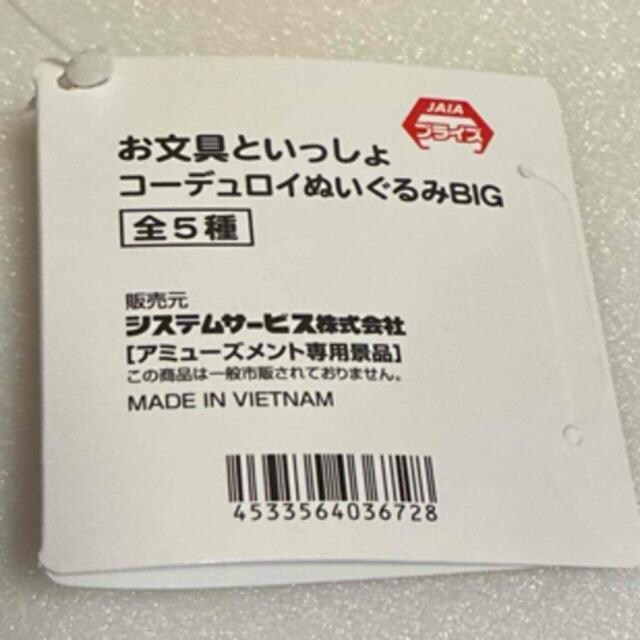 JAIA
プライズ
お文具といっしょ
コーデュロイぬいぐるみBIG
全5種
販売元
システムサービス株式会社
[アミューズメント専用景品]
この商品は一般市販されておりません。
MADE IN VIETNAM
4533564036728